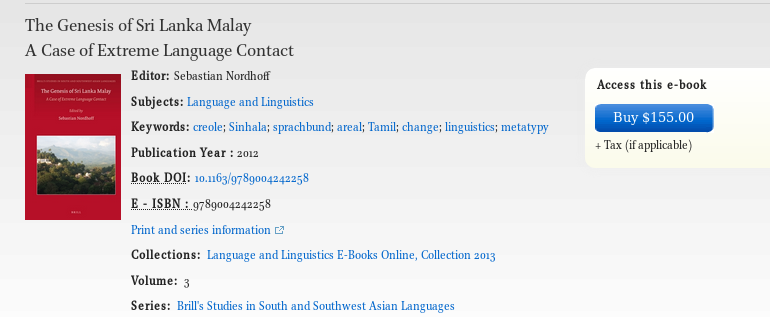 The Genesis of Sri Lanka Malay
A Case of Extreme Language Contact
The Genesis of Sri Lanka Malay
A Case of Extreme Language Contact
Edited by
Sebastian Nordhoff
BRILL
Editor: Sebastian Nordhoff
Subjects: Language and Linguistics
Keywords: creole; Sinhala; sprachbund; areal; Tamil; change; linguistics; metatypy
Publication Year : 2012
Book DOI: 10.1163/9789004242258
E - ISBN : 9789004242258
Print and series information
Collections: Language and Linguistics E-Books Online, Collection 2013
Volume: 3
Series: Brill's Studies in South and Southwest Asian Languages
Access this e-book
Buy $155.00
+ Tax (if applicable)